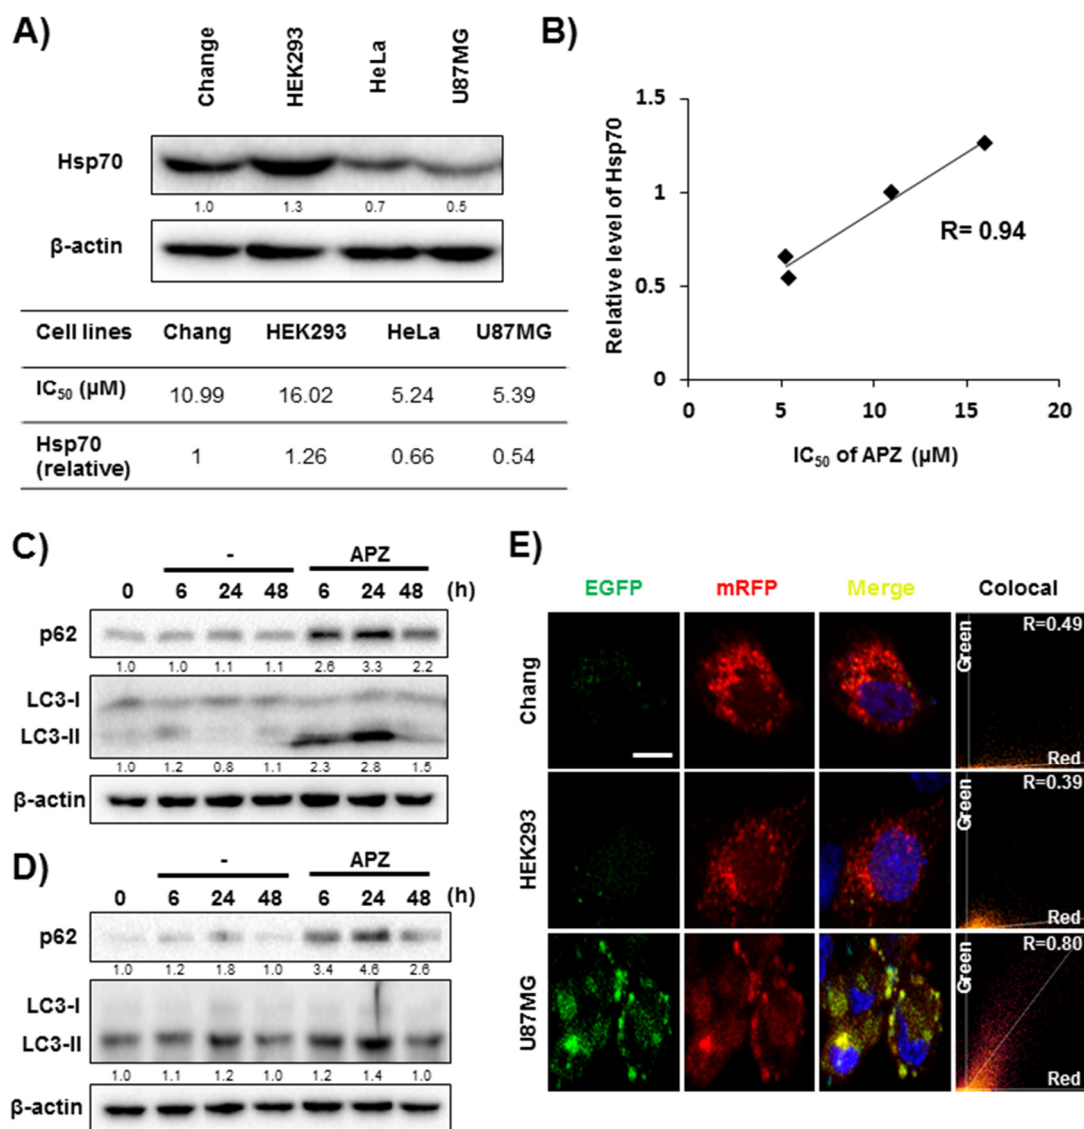 A)
Change HEK293 HeLa U87MG
Hsp70
1.0 1.3 0.7 0.5
β-actin
Cell lines Chang HEK293 HeLa U87MG
IC50 (µM) 10.99 16.02 5.24 5.39
Hsp70
(relative) 1 1.26 0.66 0.54
B)
Relative level of Hsp70
1.5
1
0.5
0
R= 0.94
0 5 10 15 20
IC50 of APZ (µM)
C)
- APZ
0 6 24 48 6 24 48 (h)
p62
1.0 1.0 1.1 1.1 2.6 3.3 2.2
LC3-I
LC3-II
1.0 1.2 0.8 1.1 2.3 2.8 1.5
β-actin
D)
- APZ
0 6 24 48 6 24 48 (h)
p62
1.0 1.2 1.8 1.0 3.4 4.6 2.6
LC3-I
LC3-II
1.0 1.1 1.2 1.0 1.2 1.4 1.0
β-actin
E)
EGFP mRFP Merge Colocal
Chang
Green
R=0.49
Red
HEK293
Green
R=0.39
Red
U87MG
Green
R=0.80
Red